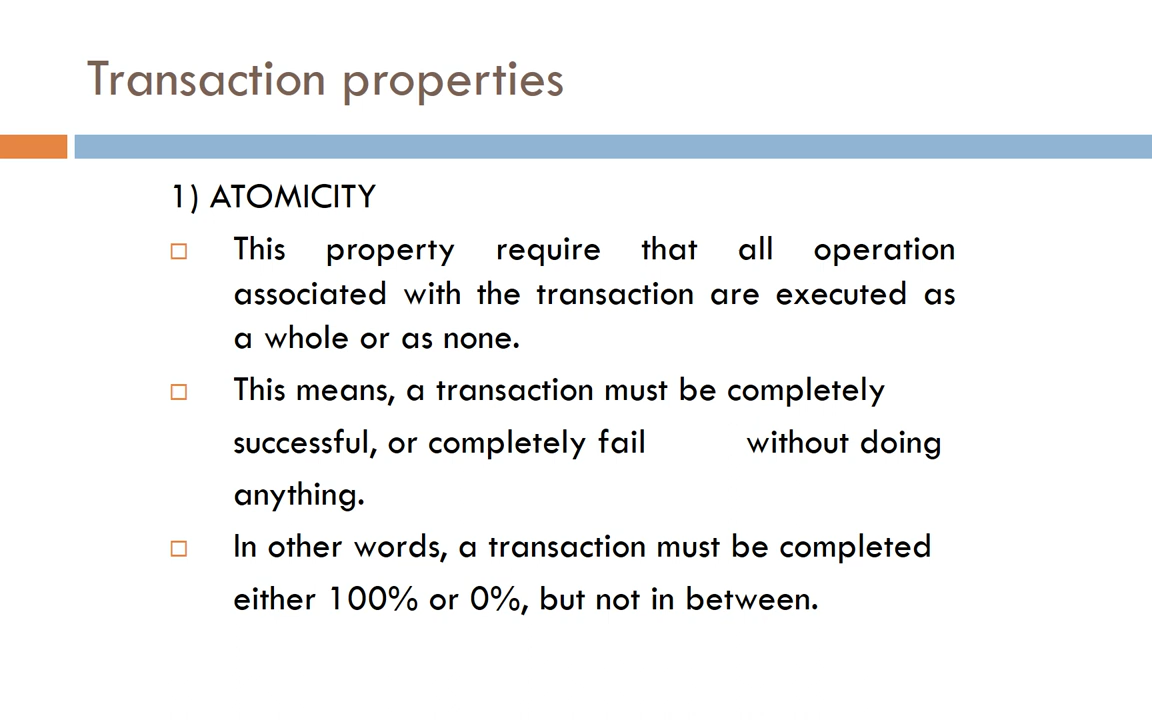 Transaction properties
1) ATOMICITY
This property require that all operation
associated with the transaction are executed as
a whole or as none.
This means, a transaction must be completely
successful, or completely fail without doing
anything.
In other words, a transaction must be completed
either 100% or 0%, but not in between.